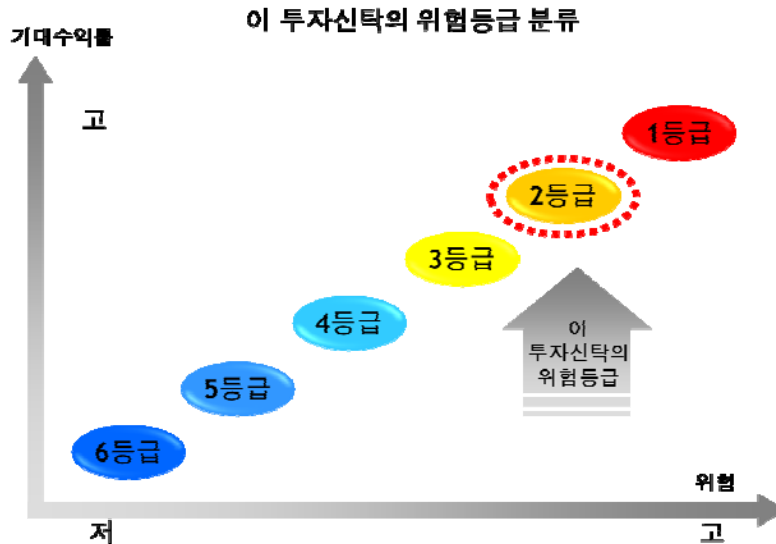 이 투자신탁의 위험등급 분류
기대수익률
고
1등급
2등급
3등급
4등급
5등급
6등급
이
투자신탁의
위험등급
위험
저
고